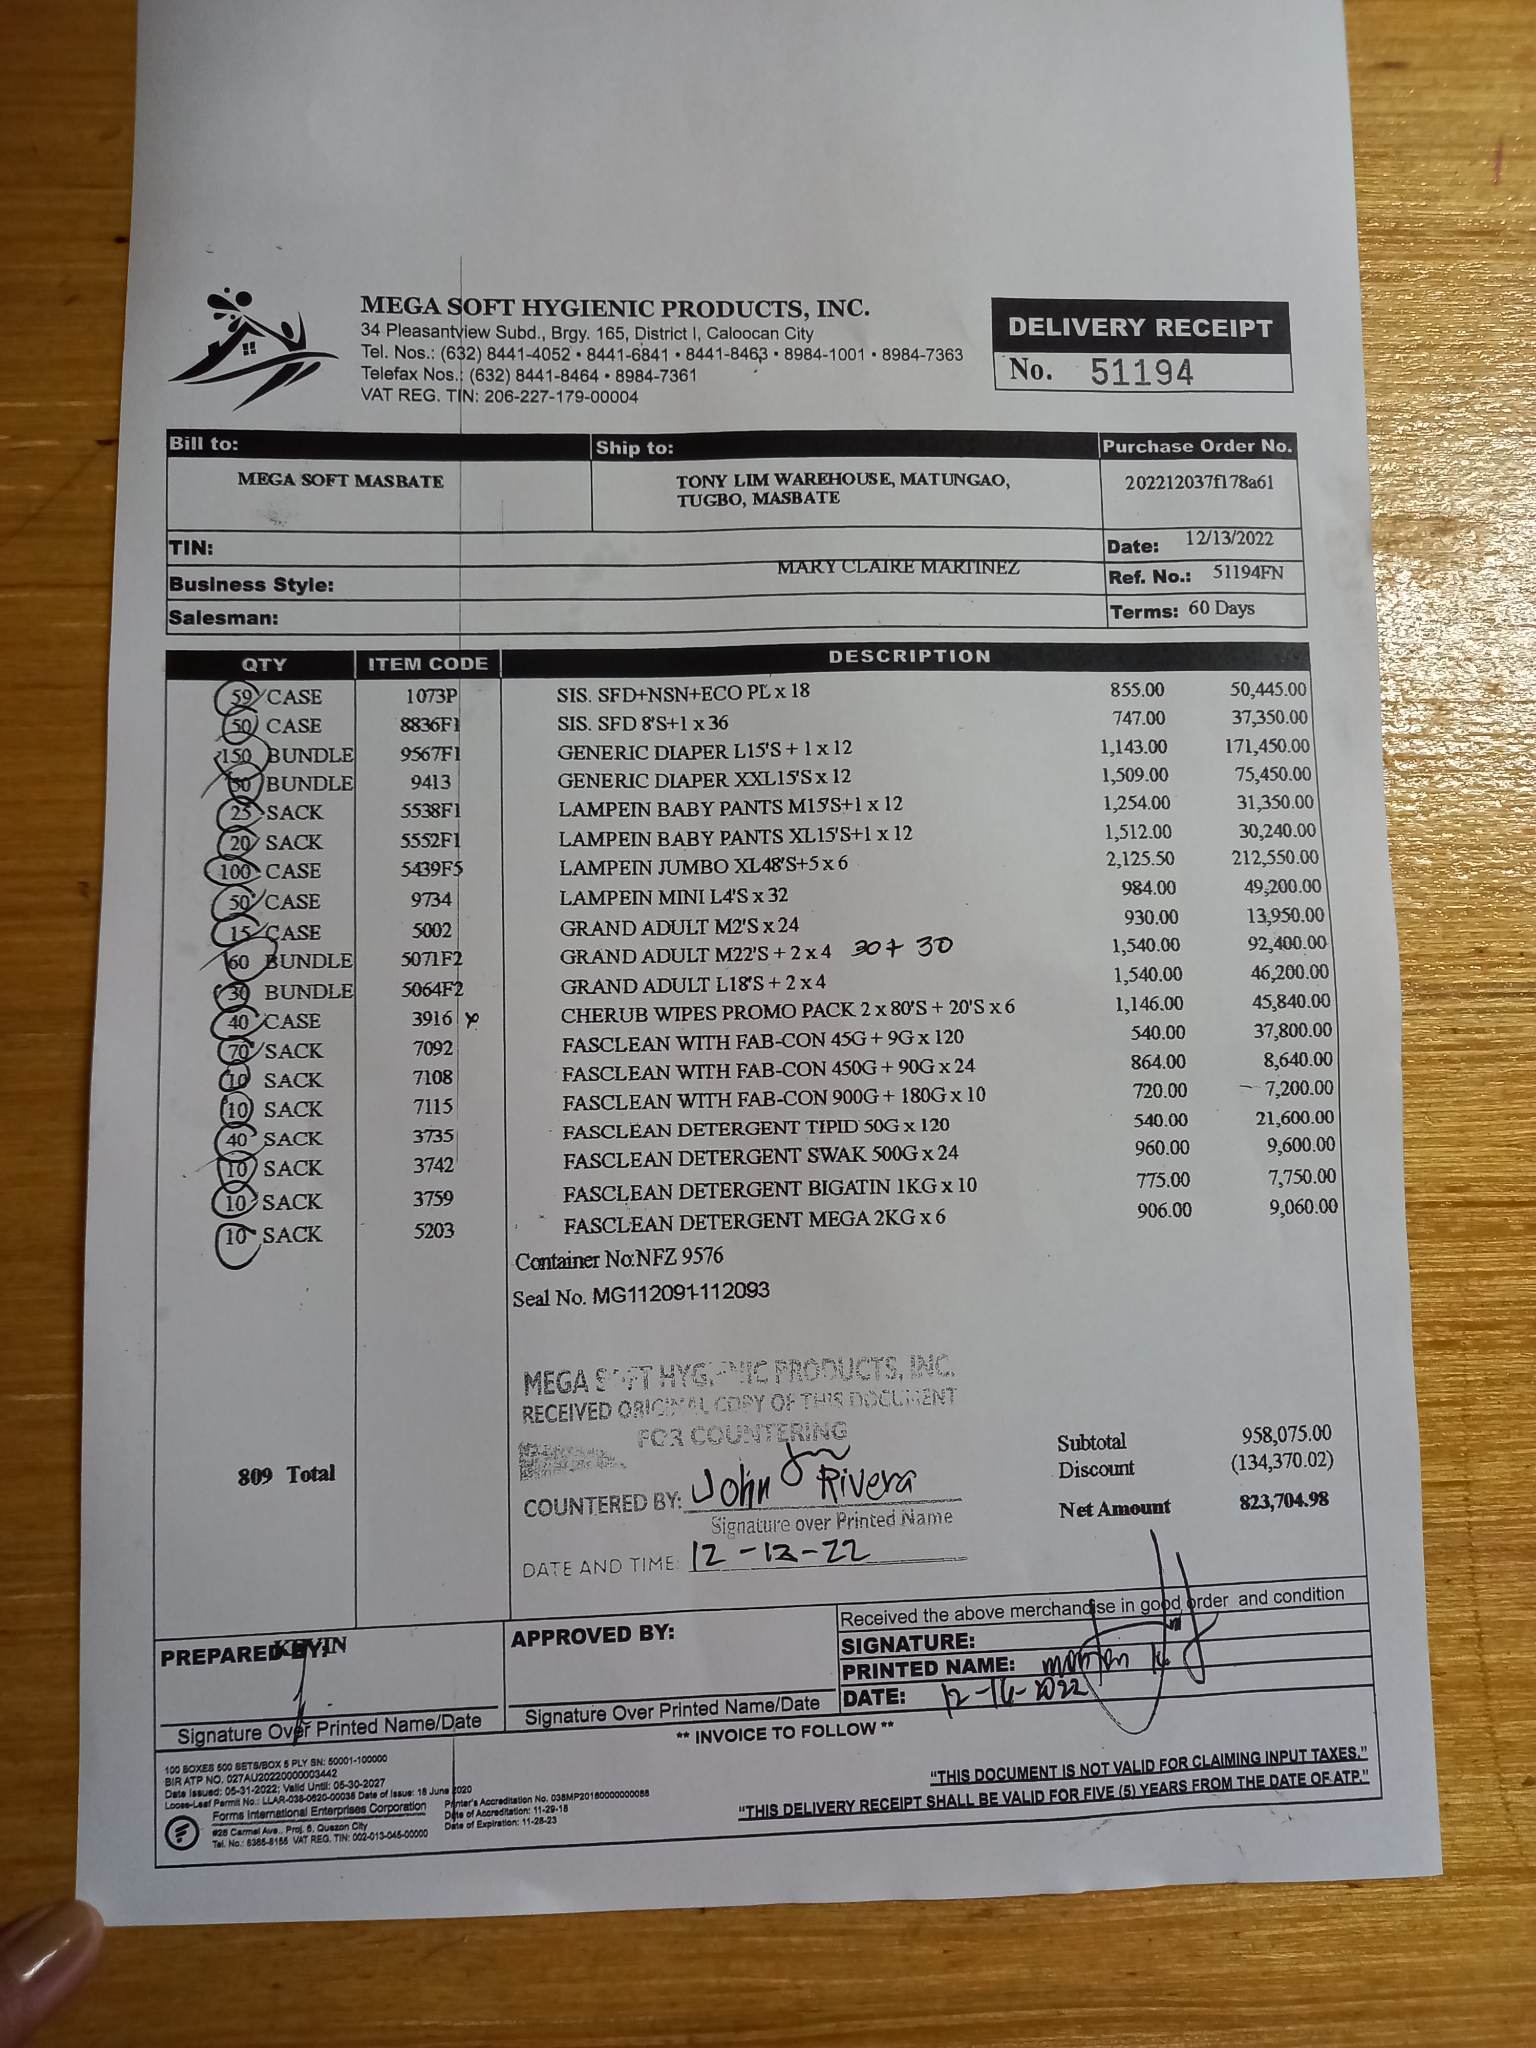 MEGA SOFT HYGIENIC PRODUCTS, INC.
34 Pleasantview Subd., Brgy. 165, District I, Caloocan City
Tel. Nos.: (632) 8441-4052 • 8441-6841 • 8441-8463 • 8984-1001 • 8984-7363
Telefax Nos.: (632) 8441-8464 • 8984-7361
VAT REG. TIN: 206-227-179-00004
DELIVERY RECEIPT
No. 51194
Bill to: Ship to: Purchase Order No.
MEGA SOFT MASBATE TONY LIM WAREHOUSE, MATUNGAO, 202212037f178a61
TUGBO, MASBATE
TIN: Date: 12/13/2022
MARY CLAIRE MARTINEZ
Business Style: Ref. No.: 51194FN
Salesman: Terms: 60 Days
QTY ITEM CODE DESCRIPTION
59 CASE 1073P SIS. SFD+NSN+ECO PL x 18 855.00 50,445.00
50 CASE 8836F1 SIS. SFD 8'S+1 x 36 747.00 37,350.00
150 BUNDLE 9567F1 GENERIC DIAPER L15'S + 1 x 12 1,143.00 171,450.00
50 BUNDLE 9413 GENERIC DIAPER XXL15'S x 12 1,509.00 75,450.00
25 SACK 5538F1 LAMPEIN BABY PANTS M15'S+1 x 12 1,254.00 31,350.00
20 SACK 5552F1 LAMPEIN BABY PANTS XL15'S+1 x 12 1,512.00 30,240.00
100 CASE 5439F5 LAMPEIN JUMBO XL48'S+5 x 6 2,125.50 212,550.00
50 CASE 9734 LAMPEIN MINI L4'S x 32 984.00 49,200.00
15 CASE 5002 GRAND ADULT M2'S x 24 930.00 13,950.00
60 BUNDLE 5071F2 GRAND ADULT M22'S + 2 x 4 30+ 30 1,540.00 92,400.00
30 BUNDLE 5064F2 GRAND ADULT L18'S + 2 x 4 1,540.00 46,200.00
40 CASE 3916 CHERUB WIPES PROMO PACK 2 x 80'S + 20'S x 6 1,146.00 45,840.00
70 SACK 7092 FASCLEAN WITH FAB-CON 45G + 9G x 120 540.00 37,800.00
10 SACK 7108 FASCLEAN WITH FAB-CON 450G + 90G x 24 864.00 8,640.00
10 SACK 7115 FASCLEAN WITH FAB-CON 900G + 180G x 10 720.00 7,200.00
40 SACK 3735 FASCLEAN DETERGENT TIPID 50G x 120 540.00 21,600.00
10 SACK 3742 FASCLEAN DETERGENT SWAK 500G x 24 960.00 9,600.00
10 SACK 3759 FASCLEAN DETERGENT BIGATIN 1KG x 10 775.00 7,750.00
10 SACK 5203 FASCLEAN DETERGENT MEGA 2KG x 6 906.00 9,060.00
Container No:NFZ 9576
Seal No. MG112091-112093
MEGA SOFT HYGIENIC PRODUCTS, INC.
RECEIVED ORIGINAL COPY OF THIS DOCUMENT
FOR COUNTERING
Subtotal 958,075.00
Discount (134,370.02)
809 Total
COUNTERED BY: John Rivera
Signature over Printed Name
Net Amount 823,704.98
DATE AND TIME: 12-13-22
Received the above merchandise in good order and condition
PREPARED BY: KEVIN
APPROVED BY:
SIGNATURE:
PRINTED NAME:
DATE: 12-16-2022
Signature Over Printed Name/Date
Signature Over Printed Name/Date
** INVOICE TO FOLLOW **
100 BOXES 500 SETS/BOX 5 PLY SN: 50001-100000
BIR ATP NO. 027AU20220000003442
Date Issued: 05-31-2022; Valid Until: 05-30-2027
Loose-Leaf Permit No.: LLAR-038-0620-00036 Date of Issue: 18 June 2020
Forms International Enterprises Corporation
#25 Carmel Ave., Proj. 6, Quezon City
Tel. No.: 8365-8155 VAT REG. TIN: 002-013-045-00000
Printer's Accreditation No. 038MP20180000000088
Date of Accreditation: 11-29-18
Date of Expiration: 11-28-23
"THIS DOCUMENT IS NOT VALID FOR CLAIMING INPUT TAXES."
"THIS DELIVERY RECEIPT SHALL BE VALID FOR FIVE (5) YEARS FROM THE DATE OF ATP."